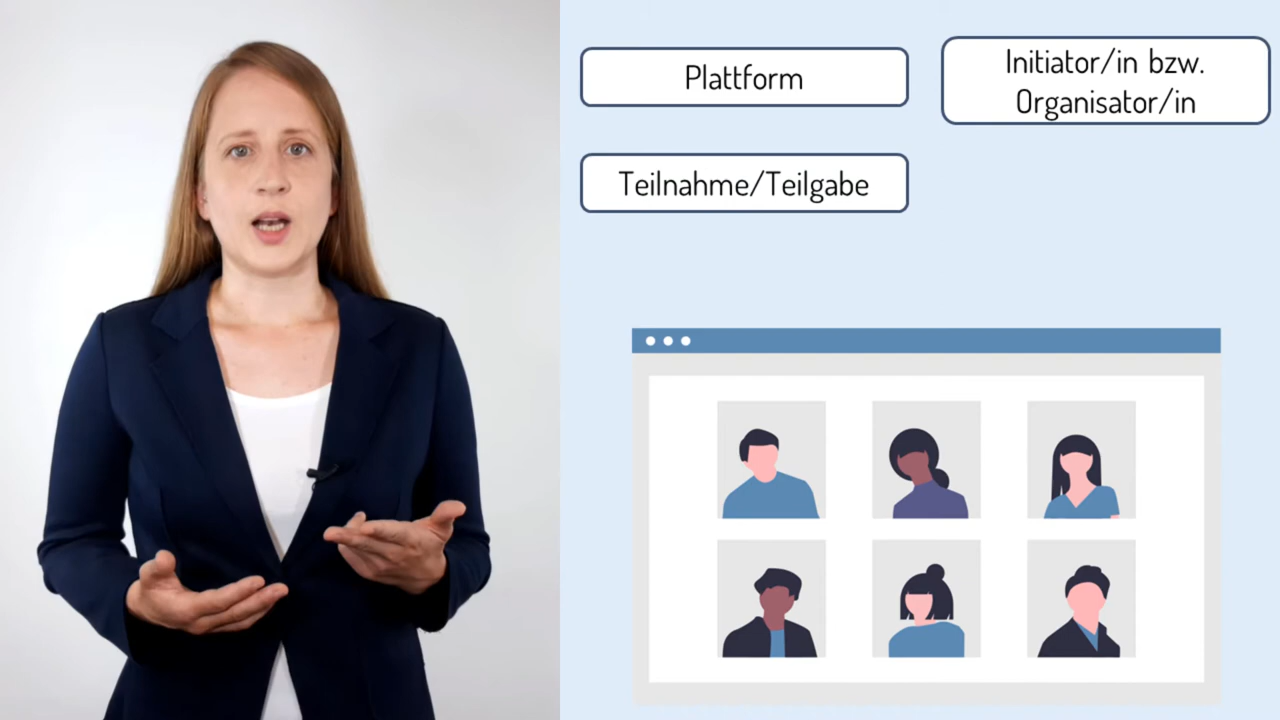 Plattform
Initiator/in bzw.
Organisator/in
Teilnahme/Teilgabe